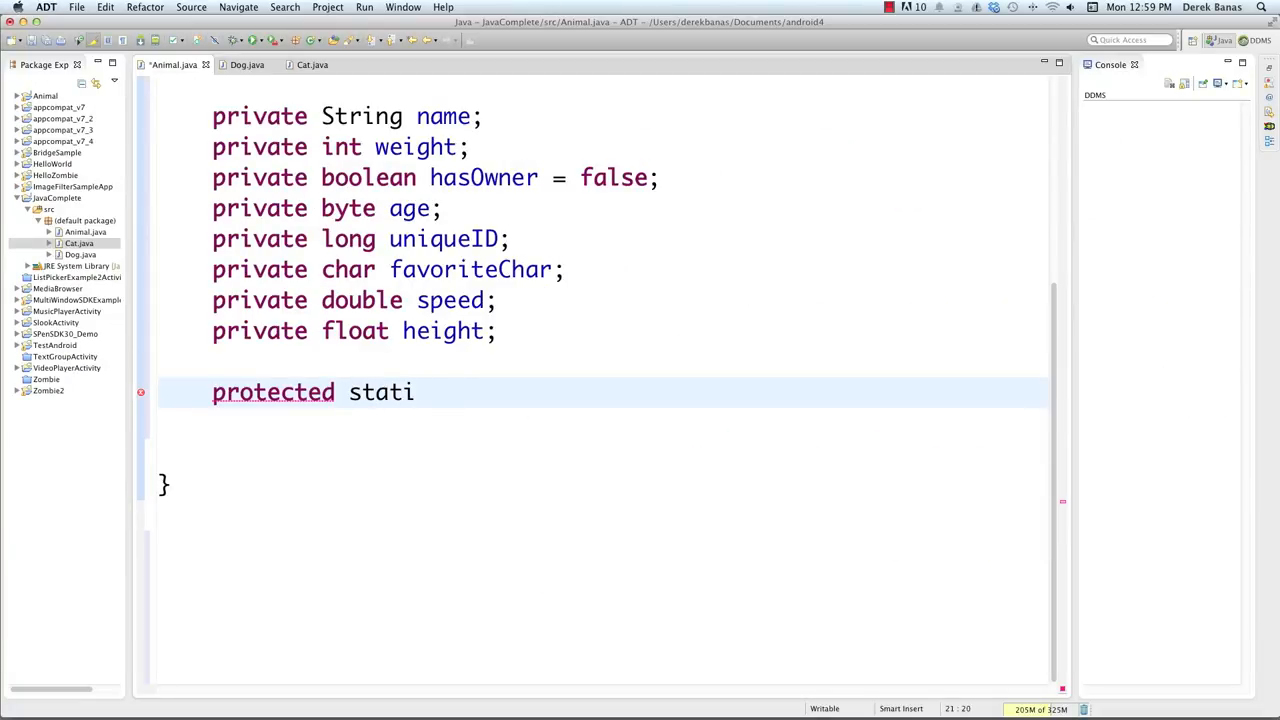 ADT File Edit Refactor Source Navigate Search Project Run Window Help 10 Mon 12:59 PM Derek Banas
Java - JavaComplete/src/Animal.java - ADT - /Users/derekbanas/Documents/android4
Quick Access Java DDMS
Package Exp *Animal.java Dog.java Cat.java Console
DDMS
Animal
appcompat_v7
appcompat_v7_2
appcompat_v7_3
appcompat_v7_4
BridgeSample
HelloWorld
HelloZombie
ImageFilterSampleApp
JavaComplete
src
(default package)
Animal.java
Cat.java
Dog.java
JRE System Library [Ja
ListPickerExample2Activi
MediaBrowser
MultiWindowSDKExample
MusicPlayerActivity
SlookActivity
SPenSDK30_Demo
TestAndroid
TextGroupActivity
VideoPlayerActivity
Zombie
Zombie2
private String name;
private int weight;
private boolean hasOwner = false;
private byte age;
private long uniqueID;
private char favoriteChar;
private double speed;
private float height;
protected stati
}
Writable Smart Insert 21 : 20 205M of 325M